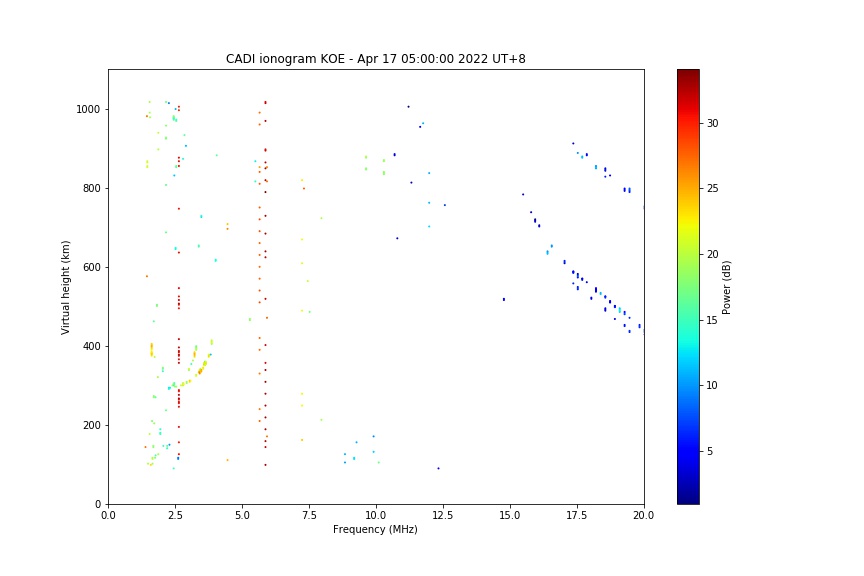 CADI ionogram KOE - Apr 17 05:00:00 2022 UT+8
1000
800
600
400
200
0
Virtual height (km)
0.0 2.5 5.0 7.5 10.0 12.5 15.0 17.5 20.0
Frequency (MHz)
30
25
20
15
10
5
Power (dB)